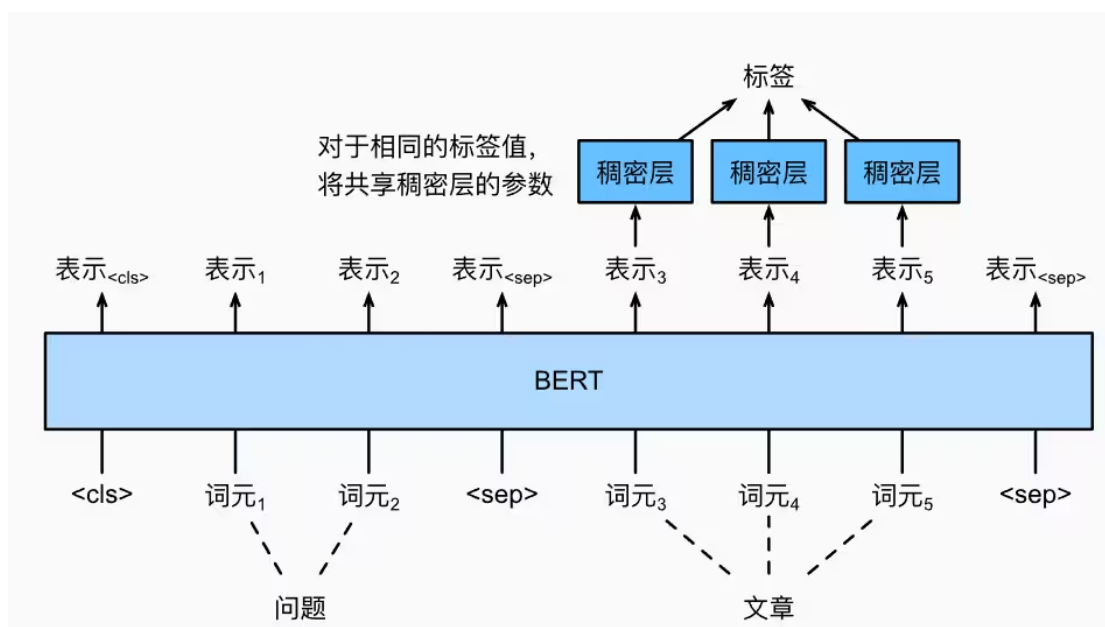 标签
对于相同的标签值，
将共享稠密层的参数
稠密层 稠密层 稠密层
表示<cls> 表示1 表示2 表示<sep> 表示3 表示4 表示5 表示<sep>
BERT
<cls> 词元1 词元2 <sep> 词元3 词元4 词元5 <sep>
问题 文章